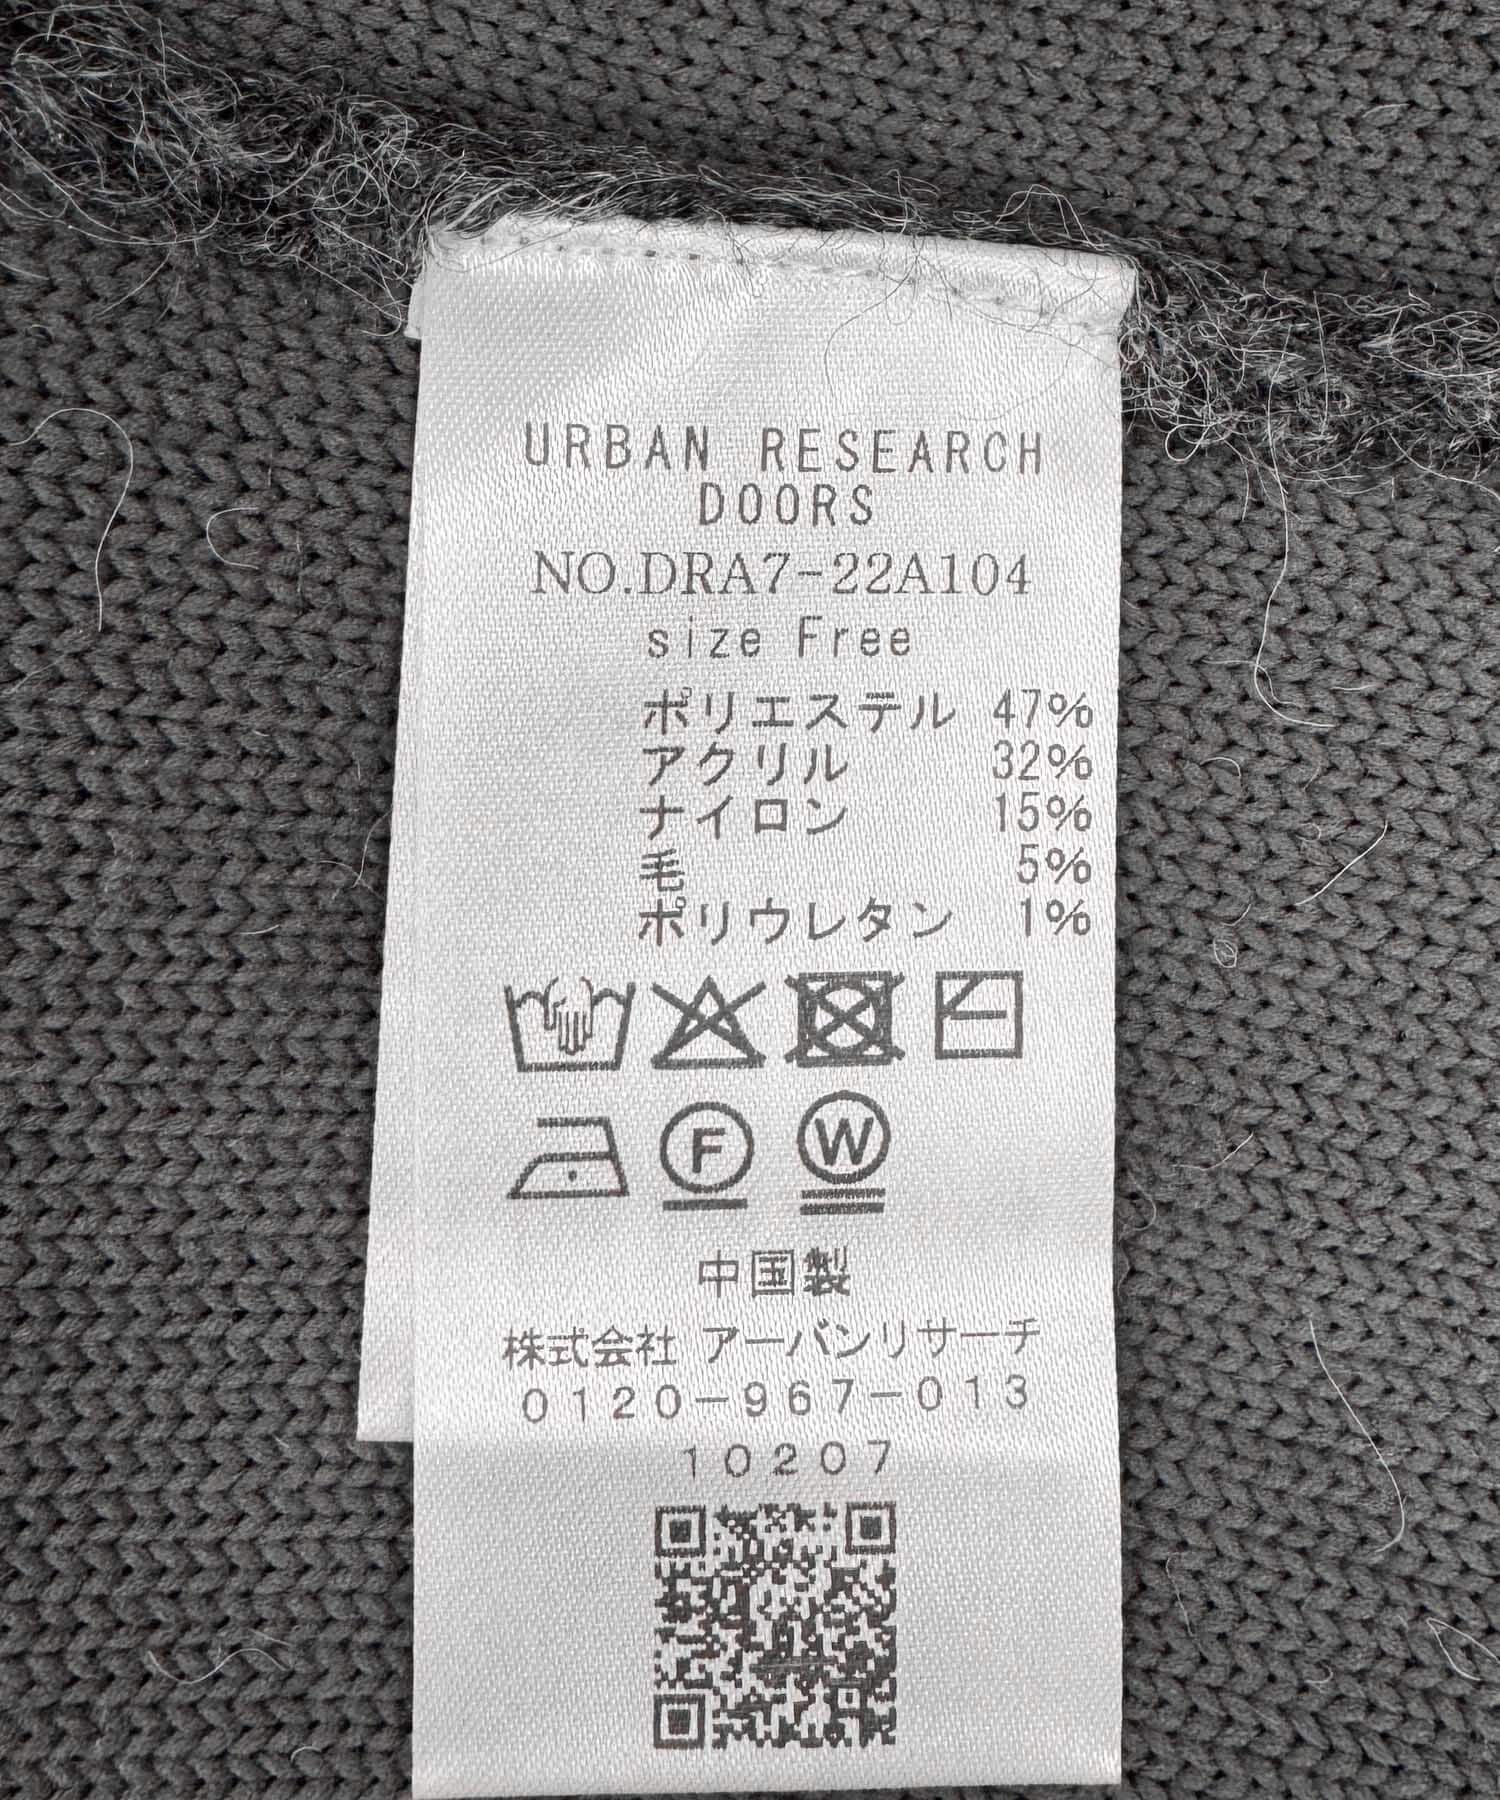 URBAN RESEARCH
DOORS
NO.DRA7-22A104
size Free
ポリエステル 47%
アクリル 32%
ナイロン 15%
毛 5%
ポリウレタン 1%
F W
中国製
株式会社 アーバンリサーチ
0120-967-013
10207